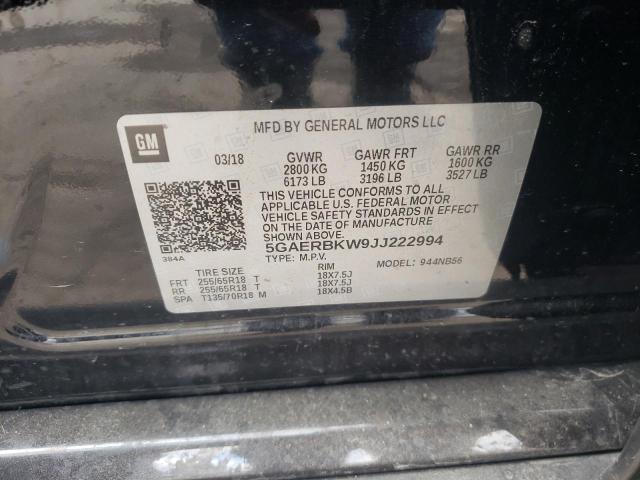 MFD BY GENERAL MOTORS LLC
GM
03/18 GVWR GAWR FRT GAWR RR
2800 KG 1450 KG 1600 KG
6173 LB 3196 LB 3527 LB
THIS VEHICLE CONFORMS TO ALL
APPLICABLE U.S. FEDERAL MOTOR
VEHICLE SAFETY STANDARDS IN EFFECT
ON THE DATE OF MANUFACTURE
SHOWN ABOVE.
384A
5GAERBKW9JJ222994
TYPE: M.P.V. MODEL: 944NB56
TIRE SIZE RIM
FRT 255/65R18 T 18X7.5J
RR 255/65R18 T 18X7.5J
SPA T135/70R18 M 18X4.5B